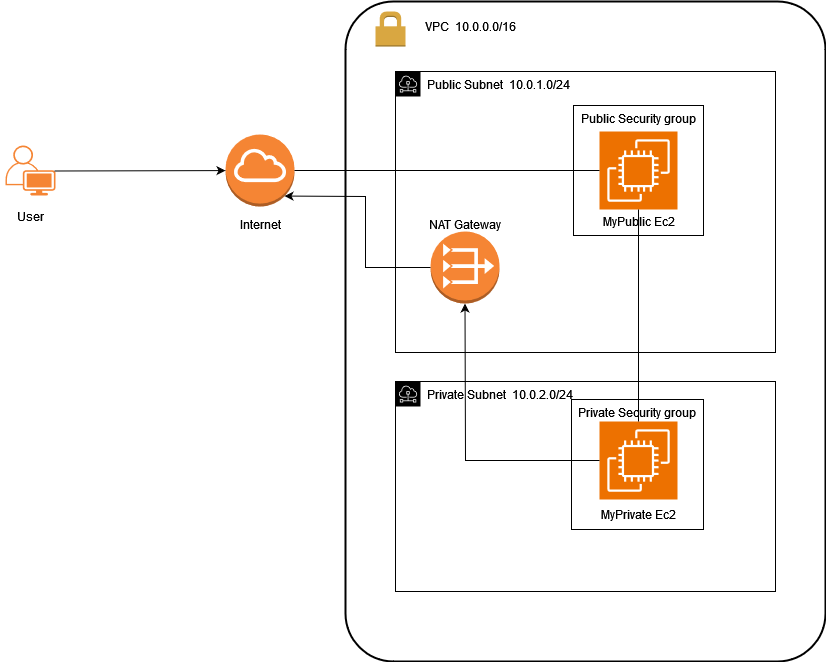 VPC 10.0.0.0/16
Public Subnet 10.0.1.0/24
Public Security group
MyPublic Ec2
User
Internet
NAT Gateway
Private Subnet 10.0.2.0/24
Private Security group
MyPrivate Ec2